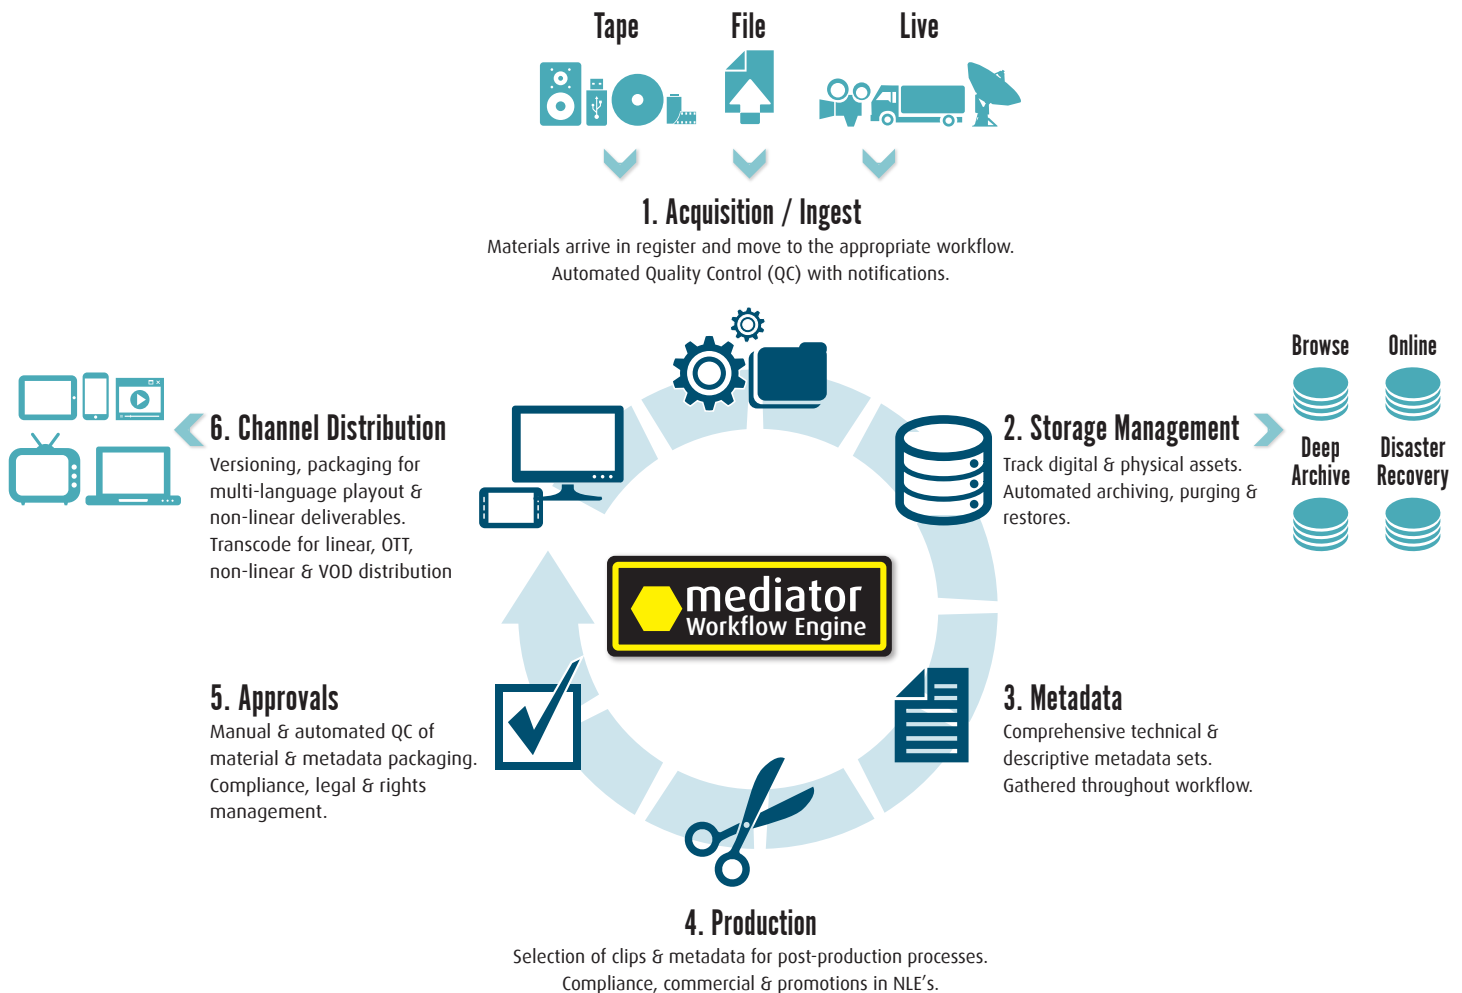 Tape
File
Live
1. Acquisition / Ingest
Materials arrive in register and move to the appropriate workflow.
Automated Quality Control (QC) with notifications.
Browse
Online
Deep
Archive
Disaster
Recovery
2. Storage Management
Track digital & physical assets.
Automated archiving, purging &
restores.
6. Channel Distribution
Versioning, packaging for
multi-language playout &
non-linear deliverables.
Transcode for linear, OTT,
non-linear & VOD distribution
mediator
Workflow Engine
3. Metadata
Comprehensive technical &
descriptive metadata sets.
Gathered throughout workflow.
5. Approvals
Manual & automated QC of
material & metadata packaging.
Compliance, legal & rights
management.
4. Production
Selection of clips & metadata for post-production processes.
Compliance, commercial & promotions in NLE's.